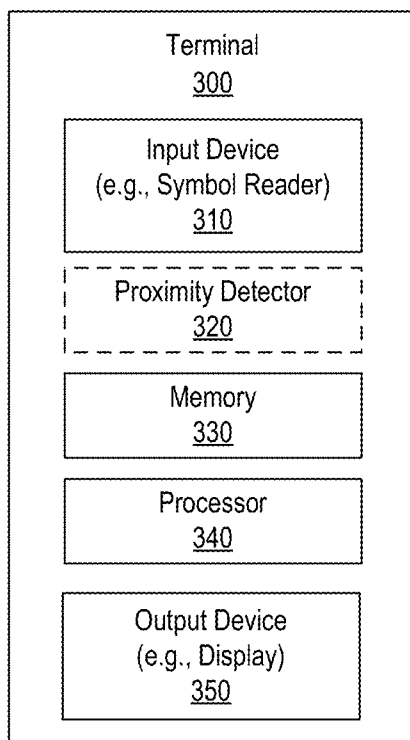 Terminal
300
Input Device
(e.g., Symbol Reader)
310
Proximity Detector
320
Memory
330
Processor
340
Output Device
(e.g., Display)
350